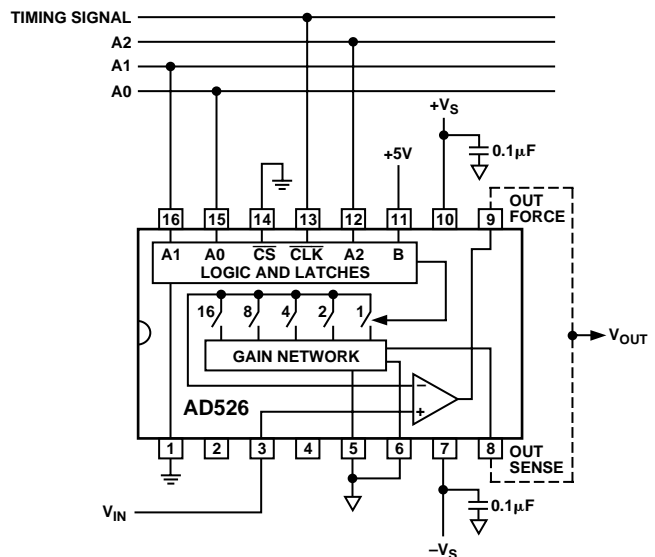 TIMING SIGNAL
A2
A1
A0
+VS
0.1µF
+5V
OUT
FORCE
16 15 14 13 12 11 10 9
A1 A0 CS CLK A2 B
LOGIC AND LATCHES
16 8 4 2 1
VOUT
GAIN NETWORK
AD526
–
+
1 2 3 4 5 6 7 8
OUT
SENSE
VIN
0.1µF
–VS